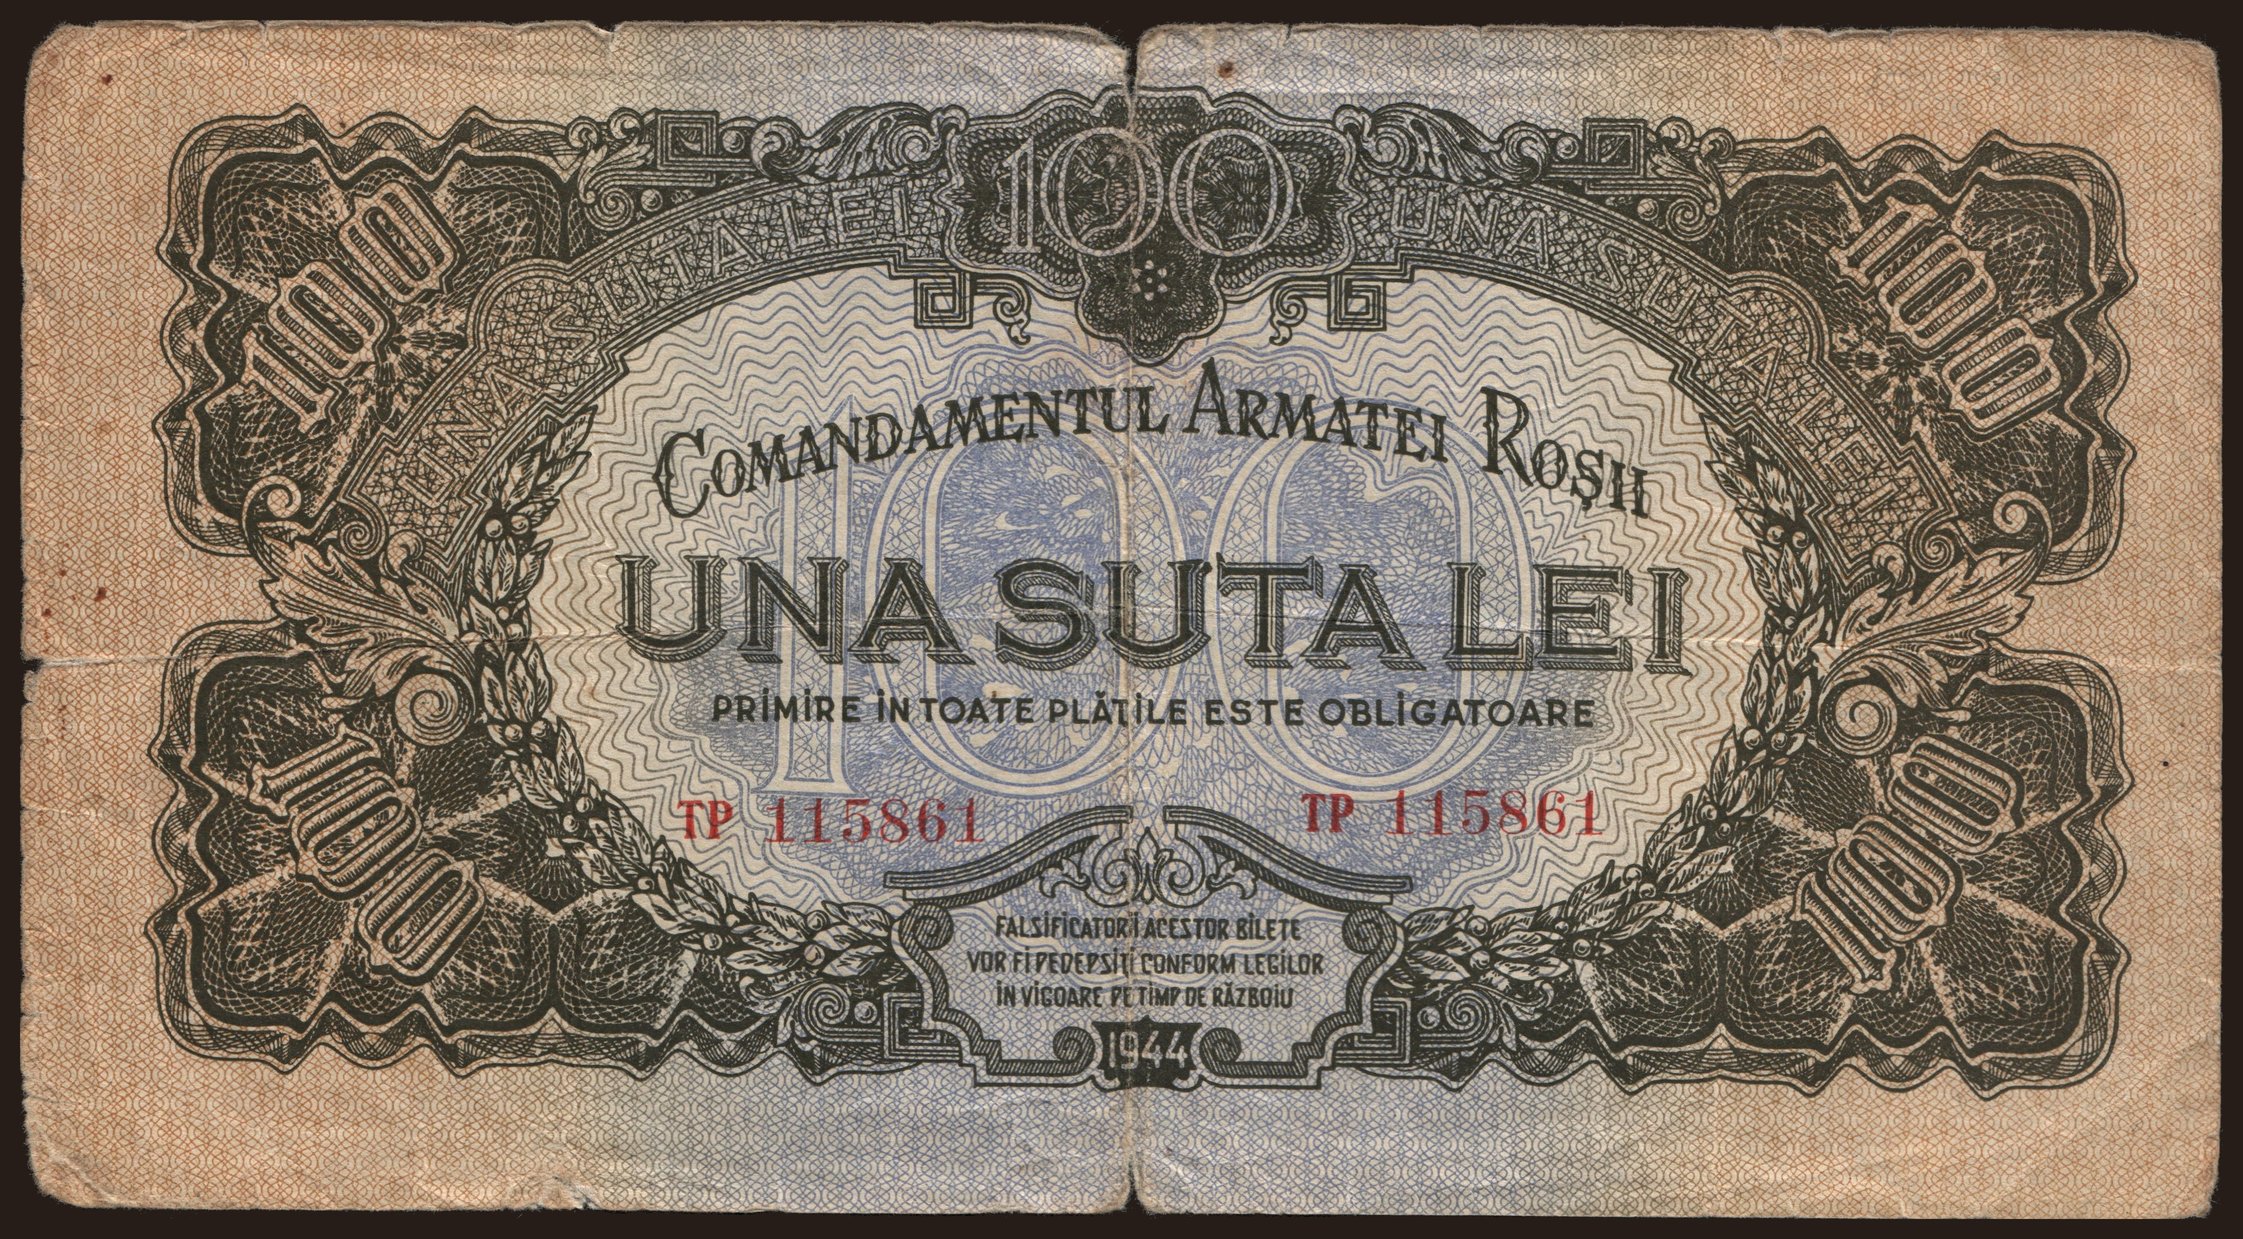 100
100 UNA SUTA LEI UNA SUTA LEI 100
COMANDAMENTUL ARMATEI ROȘII
100
UNA SUTA LEI
PRIMIRE ÎN TOATE PLĂȚILE ESTE OBLIGATOARE
TP 115861 TP 115861
100 100
FALSIFICATORII ACESTOR BILETE
VOR FI PEDEPSIȚI CONFORM LEGILOR
ÎN VIGOARE PE TIMP DE RĂZBOIU
1944